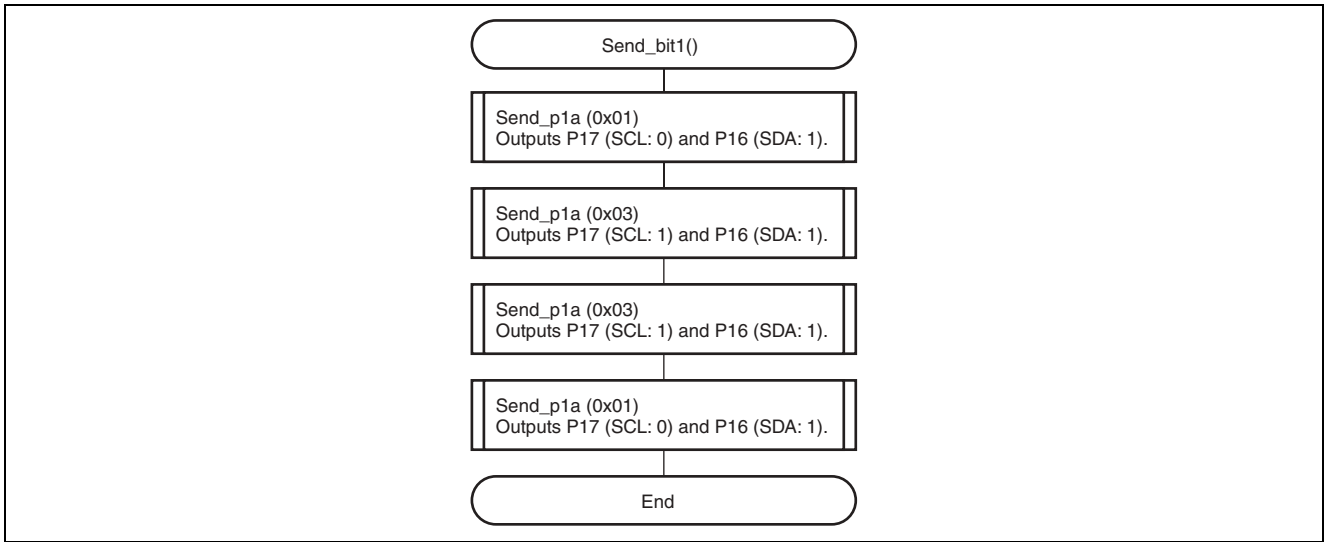 Send_bit1()
Send_p1a (0x01)
Outputs P17 (SCL: 0) and P16 (SDA: 1).
Send_p1a (0x03)
Outputs P17 (SCL: 1) and P16 (SDA: 1).
Send_p1a (0x03)
Outputs P17 (SCL: 1) and P16 (SDA: 1).
Send_p1a (0x01)
Outputs P17 (SCL: 0) and P16 (SDA: 1).
End